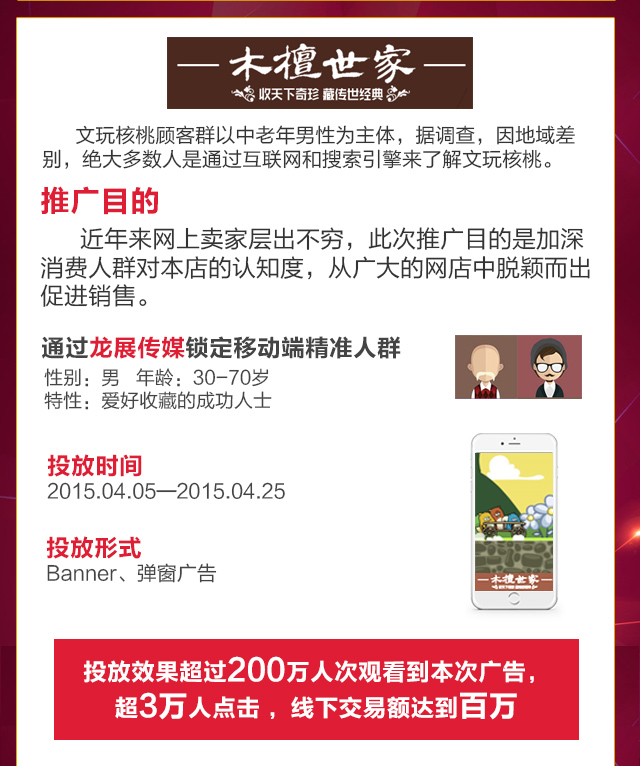 木檀世家
收天下奇珍 藏传世经典
文玩核桃顾客群以中老年男性为主体，据调查，因地域差
别，绝大多数人是通过互联网和搜索引擎来了解文玩核桃。
推广目的
近年来网上卖家层出不穷，此次推广目的是加深
消费人群对本店的认知度，从广大的网店中脱颖而出
促进销售。
通过龙展传媒锁定移动端精准人群
性别：男 年龄：30-70岁
特性：爱好收藏的成功人士
投放时间
2015.04.05—2015.04.25
投放形式
Banner、弹窗广告
木檀世家
投放效果超过200万人次观看到本次广告，
超3万人点击 ，线下交易额达到百万